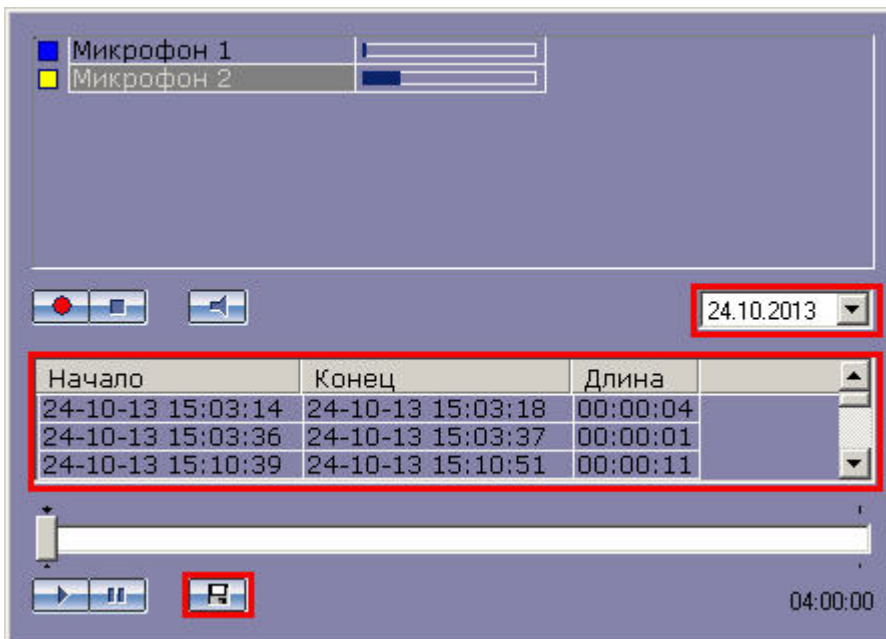 Микрофон 1
Микрофон 2
24.10.2013
Начало Конец Длина
24-10-13 15:03:14 24-10-13 15:03:18 00:00:04
24-10-13 15:03:36 24-10-13 15:03:37 00:00:01
24-10-13 15:10:39 24-10-13 15:10:51 00:00:11
04:00:00